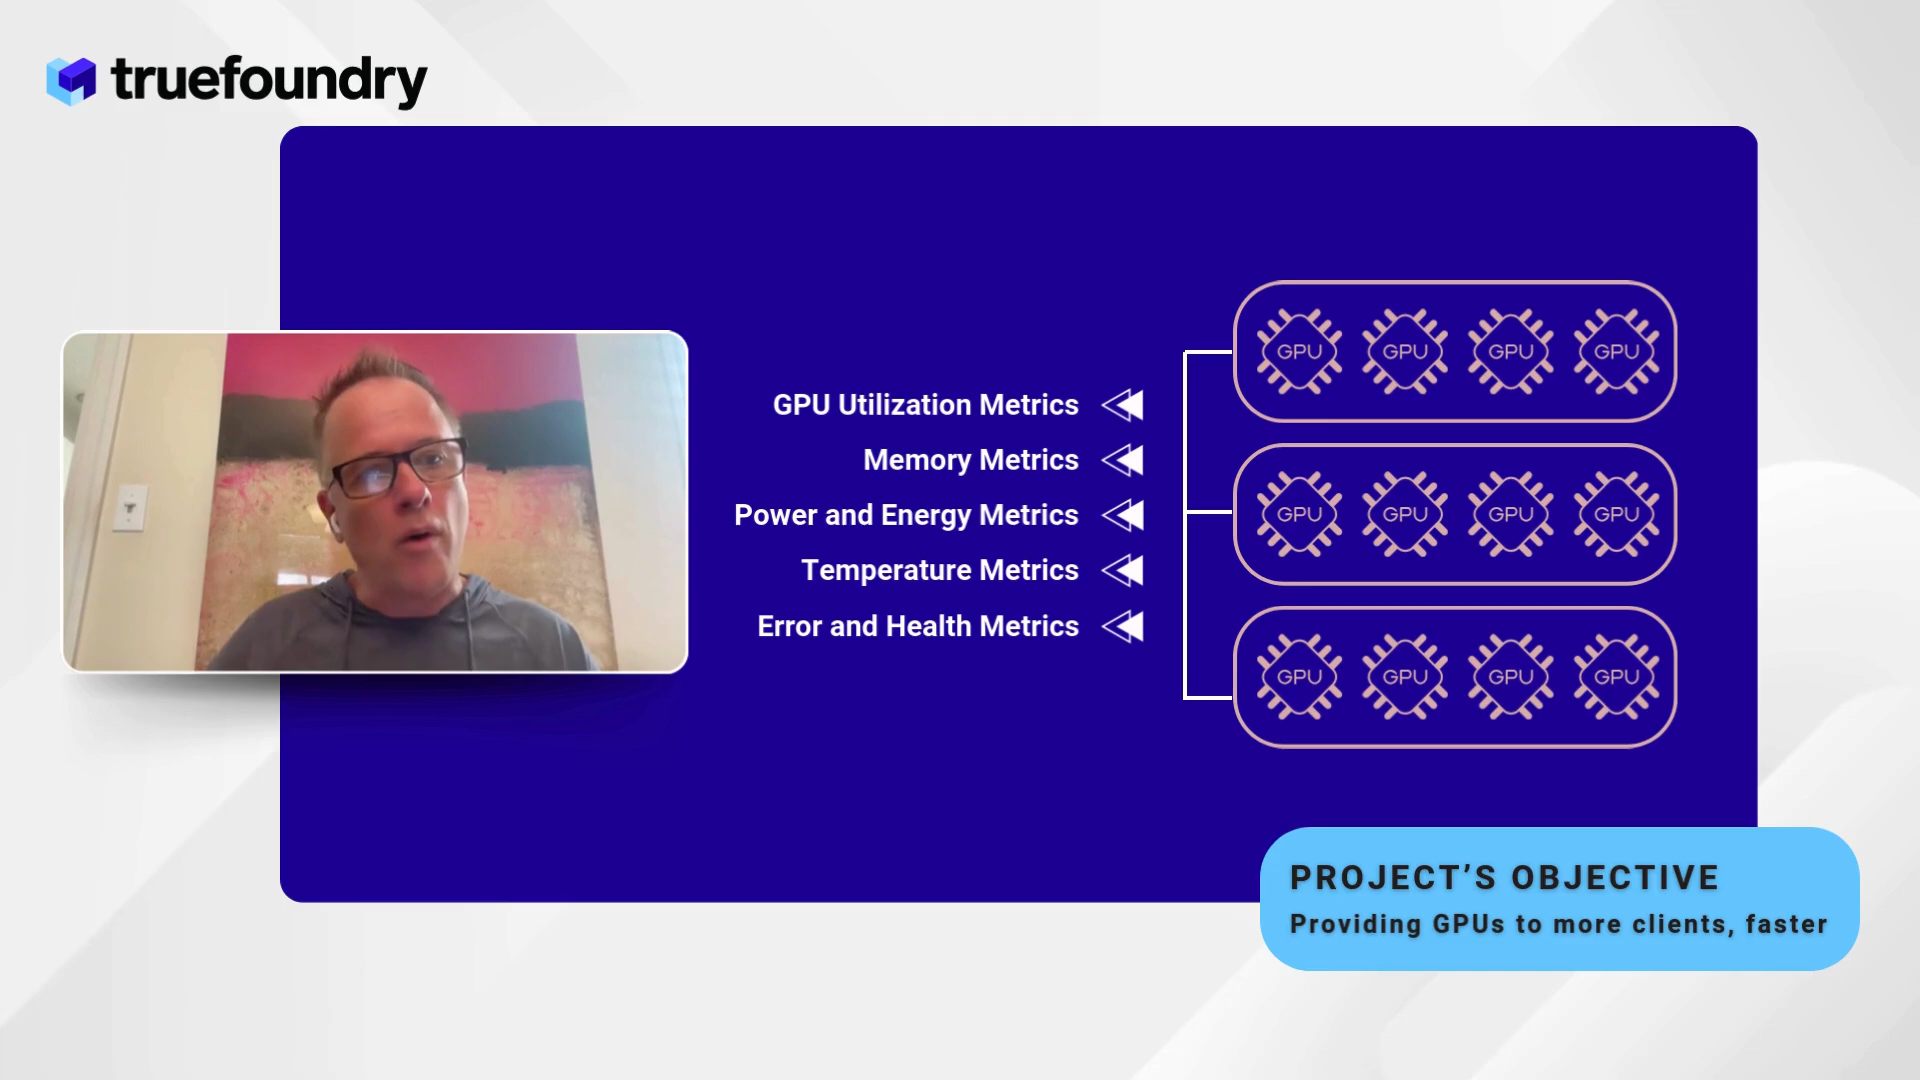 truefoundry
GPU Utilization Metrics
Memory Metrics
Power and Energy Metrics
Temperature Metrics
Error and Health Metrics
GPU GPU GPU GPU
GPU GPU GPU GPU
GPU GPU GPU GPU
PROJECT’S OBJECTIVE
Providing GPUs to more clients, faster